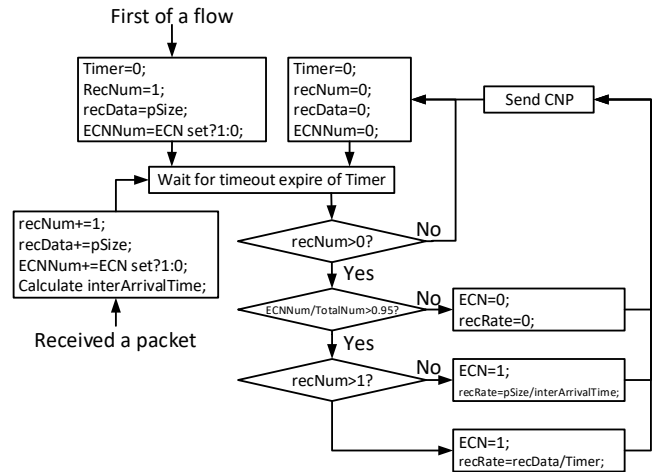 First of a flow
Timer=0;
RecNum=1;
recData=pSize;
ECNNum=ECN set?1:0;
Timer=0;
recNum=0;
recData=0;
ECNNum=0;
Send CNP
Wait for timeout expire of Timer
recNum+=1;
recData+=pSize;
ECNNum+=ECN set?1:0;
Calculate interArrivalTime;
Received a packet
recNum>0?
No
Yes
ECNNum/TotalNum>0.95?
No
ECN=0;
recRate=0;
Yes
recNum>1?
No
ECN=1;
recRate=pSize/interArrivalTime;
ECN=1;
recRate=recData/Timer;